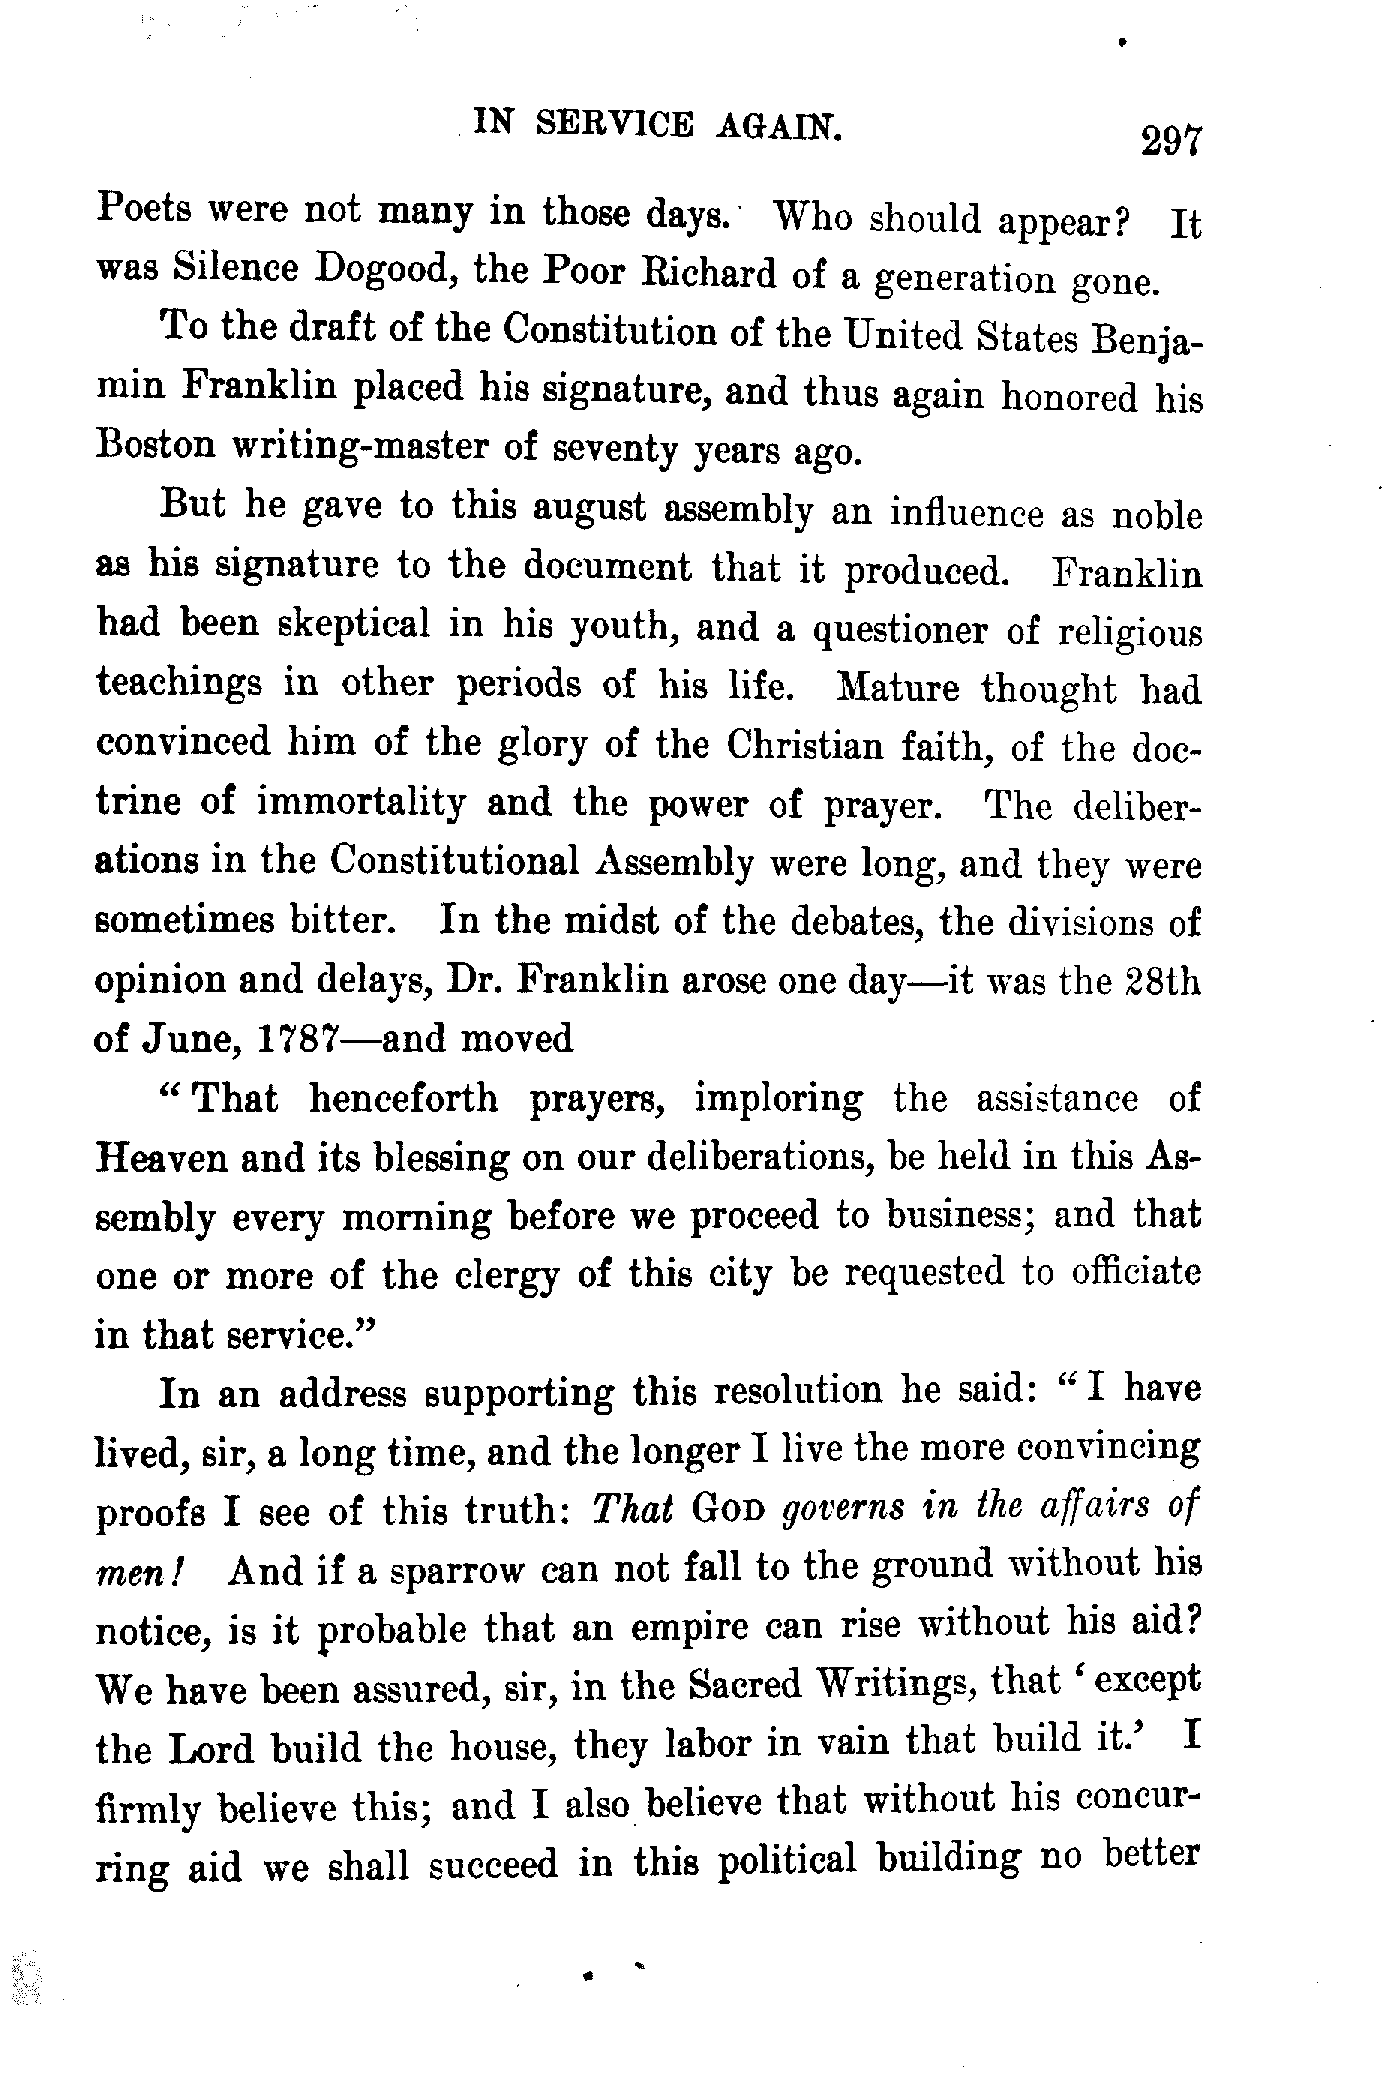 IN SERVICE AGAIN.
297
Poets were not many in those days. Who should appear? It
was Silence Dogood, the Poor Richard of a generation gone.
To the draft of the Constitution of the United States Benja-
min Franklin placed his signature, and thus again honored his
Boston writing-master of seventy years ago.
But he gave to this august assembly an influence as noble
as his signature to the document that it produced. Franklin
had been skeptical in his youth, and a questioner of religious
teachings in other periods of his life. Mature thought had
convinced him of the glory of the Christian faith, of the doc-
trine of immortality and the power of prayer. The deliber-
ations in the Constitutional Assembly were long, and they were
sometimes bitter. In the midst of the debates, the divisions of
opinion and delays, Dr. Franklin arose one day—it was the 28th
of June, 1787—and moved
“That henceforth prayers, imploring the assistance of
Heaven and its blessing on our deliberations, be held in this As-
sembly every morning before we proceed to business; and that
one or more of the clergy of this city be requested to officiate
in that service.”
In an address supporting this resolution he said: “I have
lived, sir, a long time, and the longer I live the more convincing
proofs I see of this truth: That GOD governs in the affairs of
men! And if a sparrow can not fall to the ground without his
notice, is it probable that an empire can rise without his aid?
We have been assured, sir, in the Sacred Writings, that ‘except
the Lord build the house, they labor in vain that build it.’ I
firmly believe this; and I also believe that without his concur-
ring aid we shall succeed in this political building no better